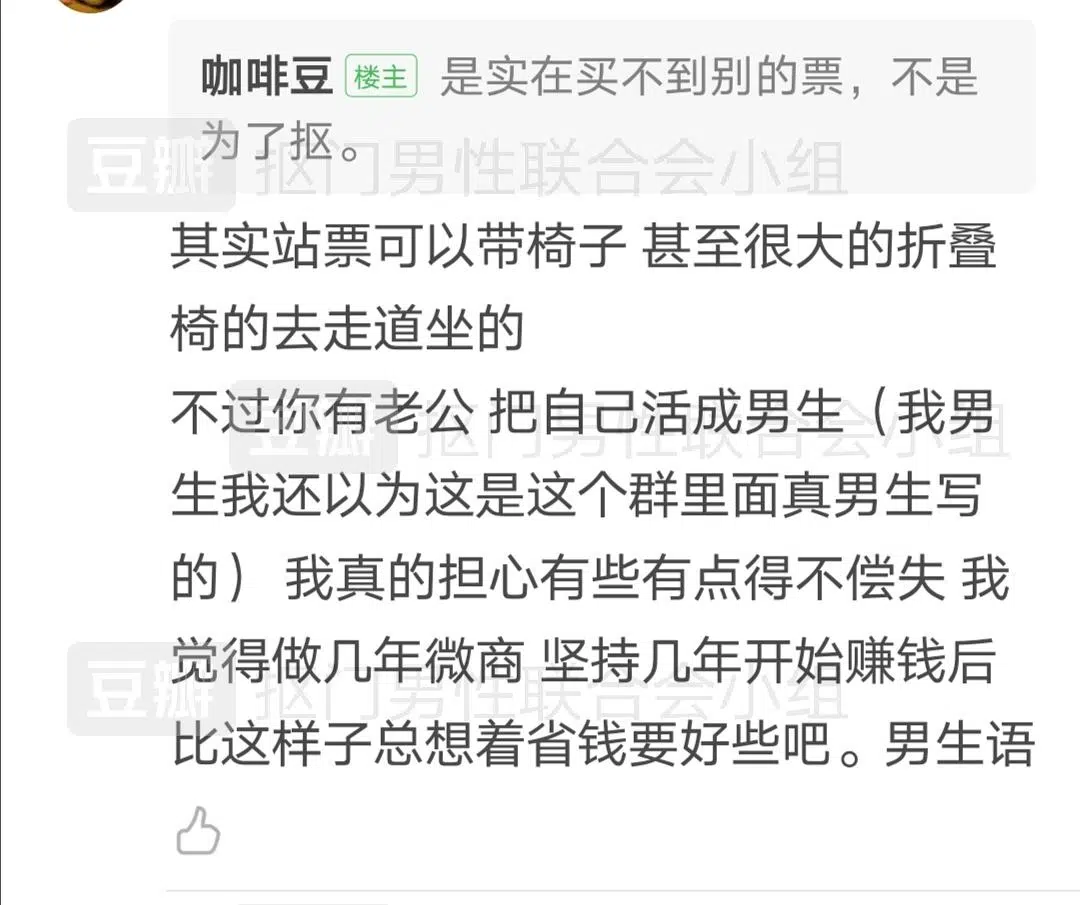 咖啡豆 楼主 是实在买不到别的票，不是
为了抠。
豆瓣 抠门男性联合会小组
其实站票可以带椅子 甚至很大的折叠
椅的去走道坐的
不过你有老公 把自己活成男生（我男
豆瓣 抠门男性联合会小组
生我还以为这是这个群里面真男生写
的） 我真的担心有些有点得不偿失 我
觉得做几年微商 坚持几年开始赚钱后
豆瓣 抠门男性联合会小组
比这样子总想着省钱要好些吧。男生语